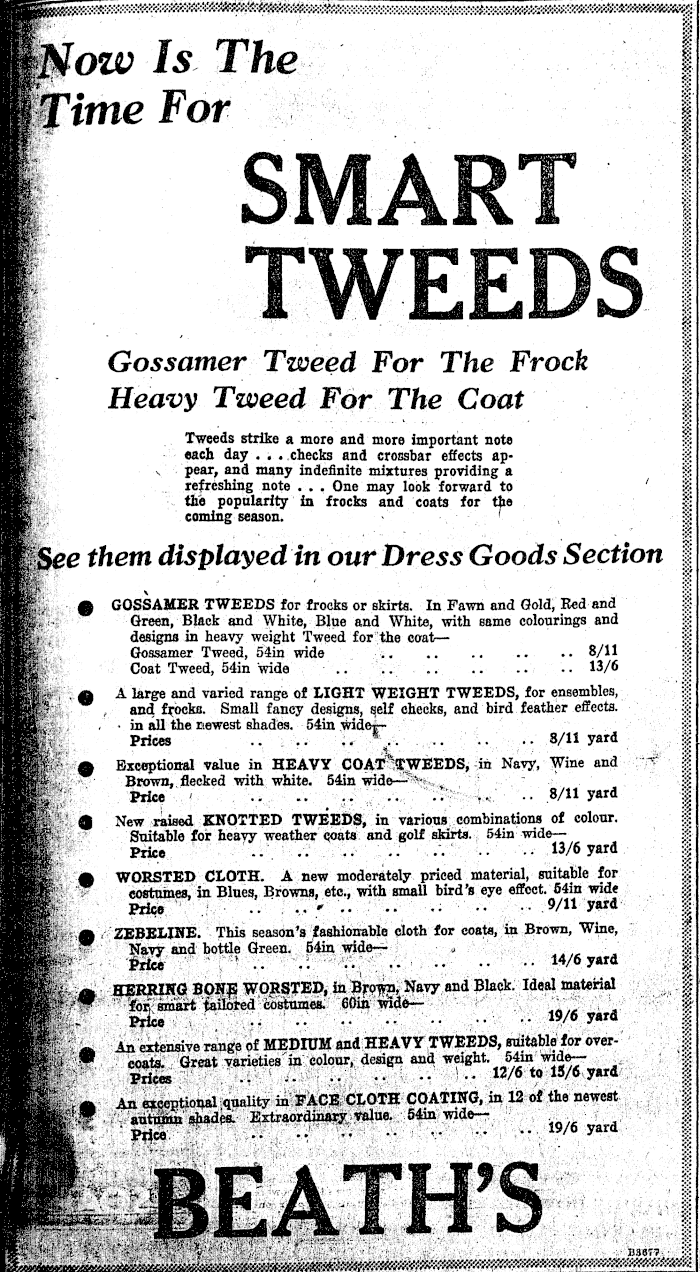 Now Is The
Time For
SMART
TWEEDS
Gossamer Tweed For The Frock
Heavy Tweed For The Coat
Tweeds strike a more and more important note
each day . . . checks and crossbar effects ap-
pear, and many indefinite mixtures providing a
refreshing note . . . One may look forward to
the popularity in frocks and coats for the
coming season.
See them displayed in our Dress Goods Section
● GOSSAMER TWEEDS for frocks or skirts. In Fawn and Gold, Red and
Green, Black and White, Blue and White, with same colourings and
designs in heavy weight Tweed for the coat—
Gossamer Tweed, 54in wide .. .. .. .. .. 8/11
Coat Tweed, 54in wide .. .. .. .. .. .. 13/6
● A large and varied range of LIGHT WEIGHT TWEEDS, for ensembles,
and frocks. Small fancy designs, self checks, and bird feather effects.
in all the newest shades. 54in wide—
Prices .. .. .. .. .. .. .. 8/11 yard
● Exceptional value in HEAVY COAT TWEEDS, in Navy, Wine and
Brown, flecked with white. 54in wide—
Price .. .. .. .. .. .. .. 8/11 yard
● New raised KNOTTED TWEEDS, in various combinations of colour.
Suitable for heavy weather coats and golf skirts. 54in wide—
Price .. .. .. .. .. .. .. 13/6 yard
● WORSTED CLOTH. A new moderately priced material, suitable for
costumes, in Blues, Browns, etc., with small bird's eye effect. 54in wide
Price .. .. .. .. .. .. .. 9/11 yard
● ZEBELINE. This season's fashionable cloth for coats, in Brown, Wine,
Navy and bottle Green. 54in wide—
Price .. .. .. .. .. .. .. 14/6 yard
● HERRING BONE WORSTED, in Brown, Navy and Black. Ideal material
for smart tailored costumes. 60in wide—
Price .. .. .. .. .. .. .. 19/6 yard
● An extensive range of MEDIUM and HEAVY TWEEDS, suitable for over-
coats. Great varieties in colour, design and weight. 54in wide—
Prices .. .. .. .. .. .. 12/6 to 15/6 yard
● An exceptional quality in FACE CLOTH COATING, in 12 of the newest
autumn shades. Extraordinary value. 54in wide—
Price .. .. .. .. .. .. .. 19/6 yard
BEATH'S
B3677